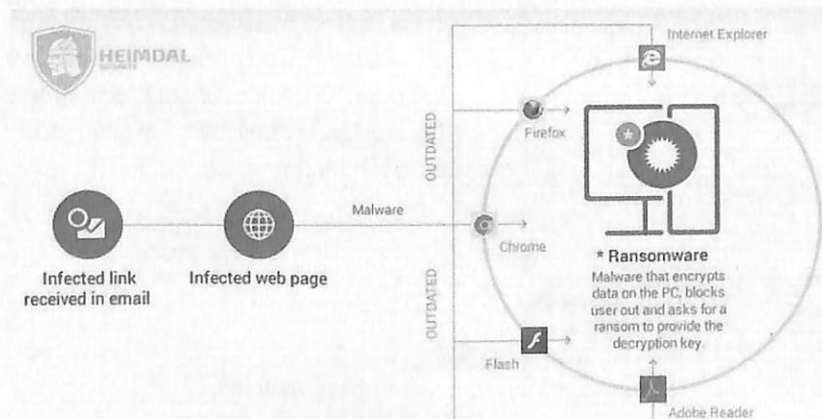 HEIMDAL
SECURITY
Internet Explorer
OUTDATED
Firefox
Malware
Chrome
Infected link
received in email
Infected web page
* Ransomware
Malware that encrypts
data on the PC, blocks
user out and asks for a
ransom to provide the
decryption key.
OUTDATED
Flash
Adobe Reader